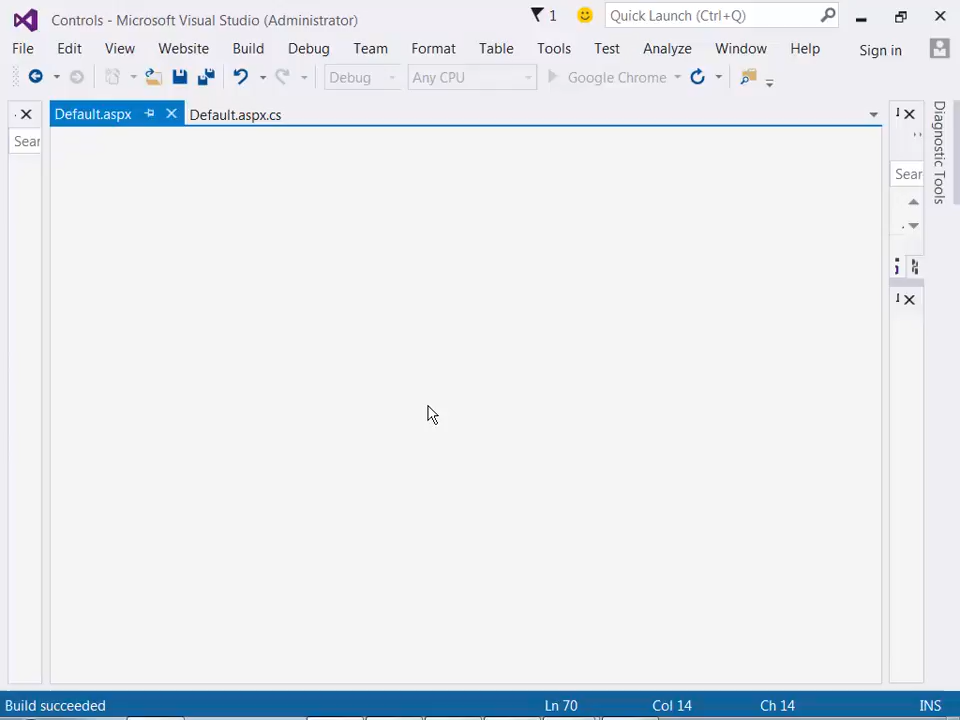 Controls - Microsoft Visual Studio (Administrator)
1
Quick Launch (Ctrl+Q)
File Edit View Website Build Debug Team Format Table Tools Test Analyze Window Help Sign in
Debug Any CPU Google Chrome
Default.aspx Default.aspx.cs
Sear
Sear
Diagnostic Tools
Build succeeded Ln 70 Col 14 Ch 14 INS